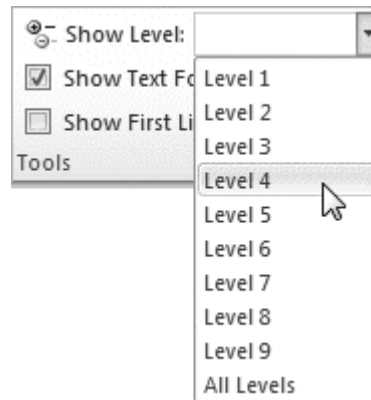 Show Level:
Show Text Fo
Show First Li
Tools
Level 1
Level 2
Level 3
Level 4
Level 5
Level 6
Level 7
Level 8
Level 9
All Levels